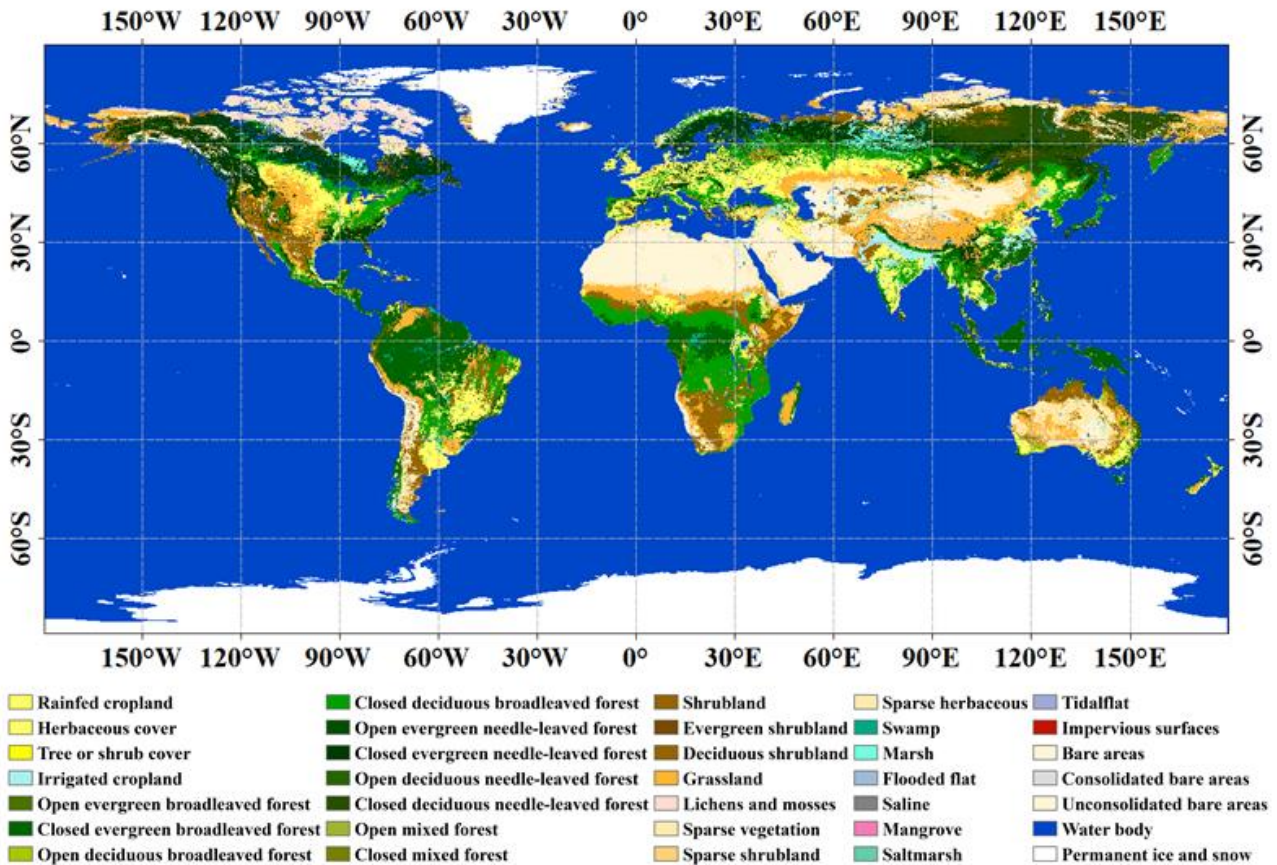 150°W 120°W 90°W 60°W 30°W 0° 30°E 60°E 90°E 120°E 150°E
60°N 60°N
30°N 30°N
0° 0°
30°S 30°S
60°S 60°S
150°W 120°W 90°W 60°W 30°W 0° 30°E 60°E 90°E 120°E 150°E
Rainfed cropland
Herbaceous cover
Tree or shrub cover
Irrigated cropland
Open evergreen broadleaved forest
Closed evergreen broadleaved forest
Open deciduous broadleaved forest
Closed deciduous broadleaved forest
Open evergreen needle-leaved forest
Closed evergreen needle-leaved forest
Open deciduous needle-leaved forest
Closed deciduous needle-leaved forest
Open mixed forest
Closed mixed forest
Shrubland
Evergreen shrubland
Deciduous shrubland
Grassland
Lichens and mosses
Sparse vegetation
Sparse shrubland
Sparse herbaceous
Swamp
Marsh
Flooded flat
Saline
Mangrove
Saltmarsh
Tidalflat
Impervious surfaces
Bare areas
Consolidated bare areas
Unconsolidated bare areas
Water body
Permanent ice and snow